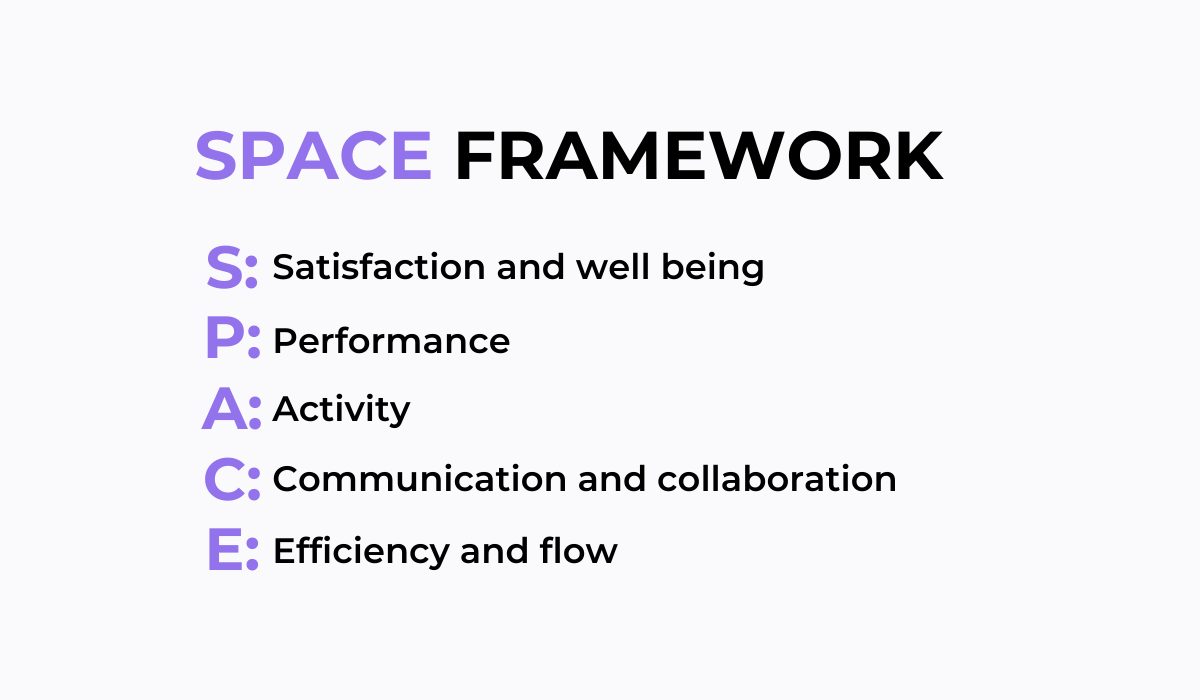 SPACE FRAMEWORK
S: Satisfaction and well being
P: Performance
A: Activity
C: Communication and collaboration
E: Efficiency and flow